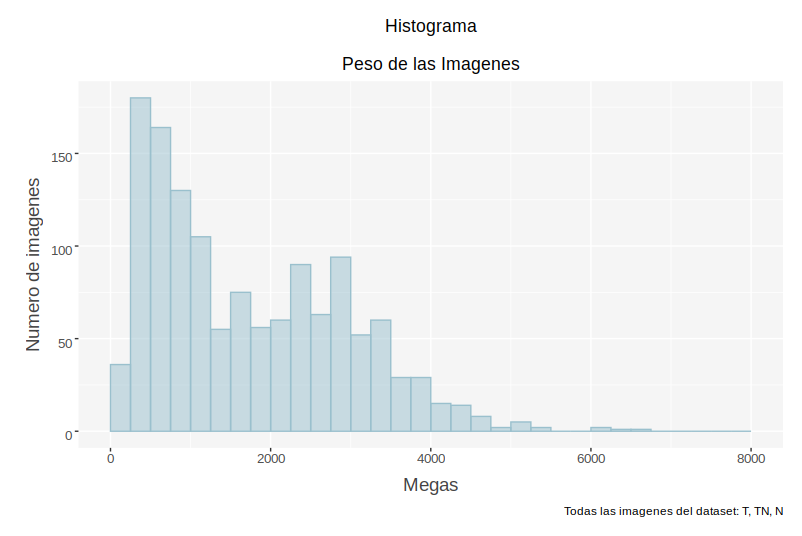 Histograma
Peso de las Imagenes
Numero de imagenes
150
100
50
0
0 2000 4000 6000 8000
Megas
Todas las imagenes del dataset: T, TN, N